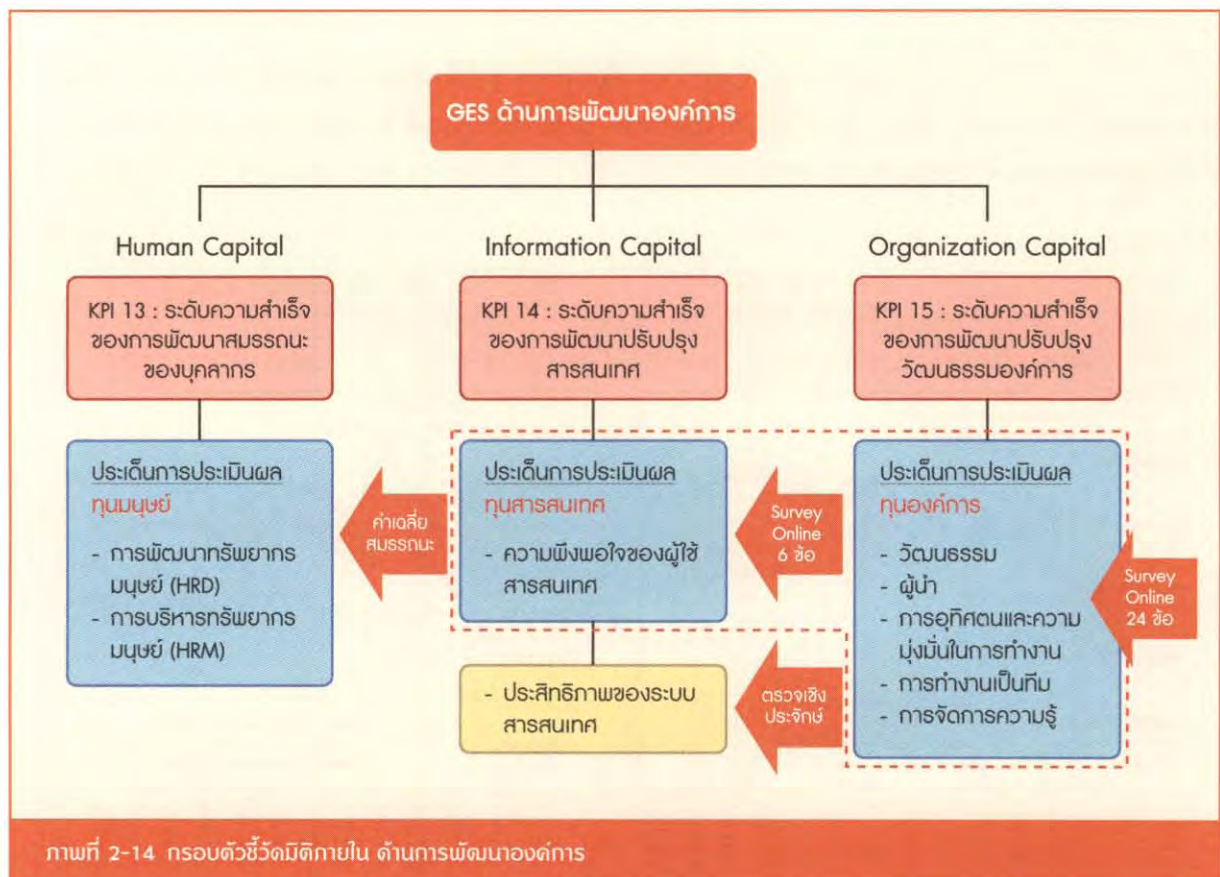 GES ด้านการพัฒนาองค์การ
Human Capital
KPI 13 : ระดับความสำเร็จ
ของการพัฒนาสมรรถนะ
ของบุคลากร
ประเด็นการประเมินผล
ทุนมนุษย์
- การพัฒนาทรัพยากร
มนุษย์ (HRD)
- การบริหารทรัพยากร
มนุษย์ (HRM)
ค่าเฉลี่ย
สมรรถนะ
Information Capital
KPI 14 : ระดับความสำเร็จ
ของการพัฒนาปรับปรุง
สารสนเทศ
ประเด็นการประเมินผล
ทุนสารสนเทศ
- ความพึงพอใจของผู้ใช้
สารสนเทศ
Survey
Online
6 ข้อ
- ประสิทธิภาพของระบบ
สารสนเทศ
ตรวจเชิง
ประจักษ์
Organization Capital
KPI 15 : ระดับความสำเร็จ
ของการพัฒนาปรับปรุง
วัฒนธรรมองค์การ
ประเด็นการประเมินผล
ทุนองค์การ
- วัฒนธรรม
- ผู้นำ
- การอุทิศตนและความ
มุ่งมั่นในการทำงาน
- การทำงานเป็นทีม
- การจัดการความรู้
Survey
Online
24 ข้อ
ภาพที่ 2-14 กรอบตัวชี้วัดมิติภายใน ด้านการพัฒนาองค์การ